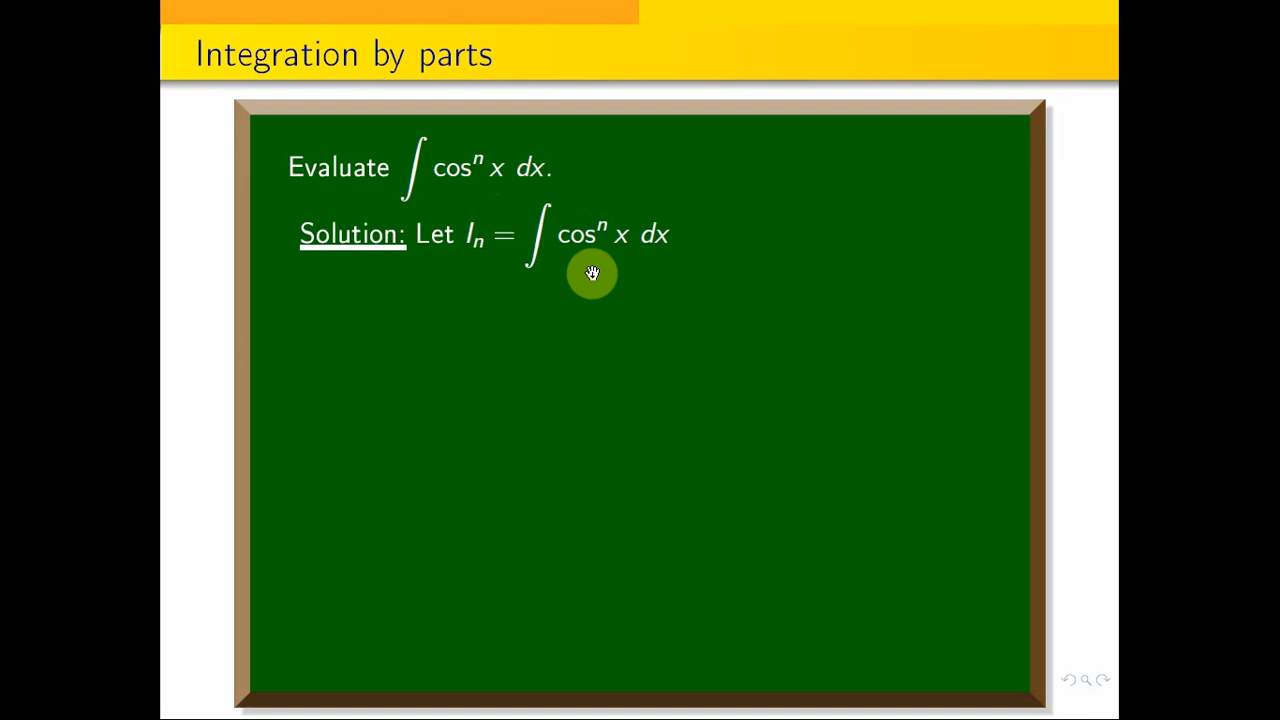 Integration by parts
Evaluate ∫ cosⁿ x dx.
Solution: Let Iₙ = ∫ cosⁿ x dx